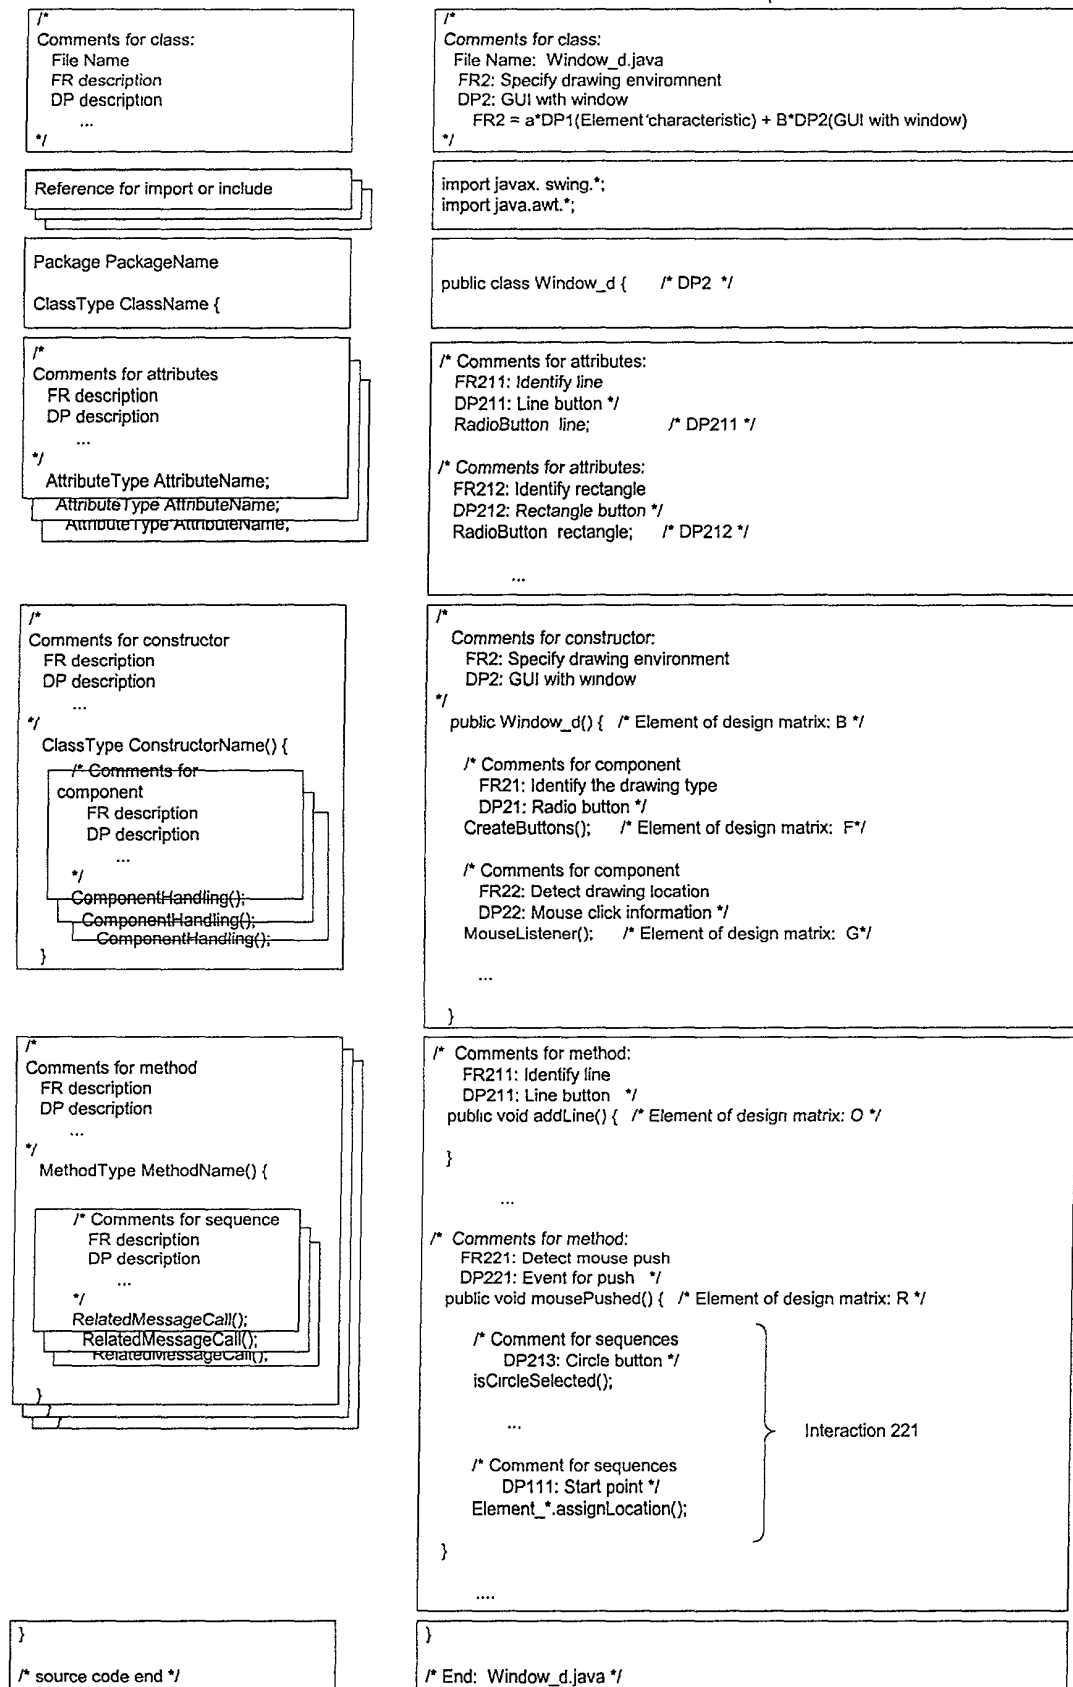 /*
Comments for class:
File Name
FR description
DP description
...
*/
Reference for import or include
Package PackageName
ClassType ClassName {
/*
Comments for attributes
FR description
DP description
...
*/
AttributeType AttributeName;
AttributeType AttributeName;
AttributeType AttributeName;
/*
Comments for constructor
FR description
DP description
...
*/
ClassType ConstructorName() {
/* Comments for
component
FR description
DP description
...
*/
ComponentHandling();
ComponentHandling();
ComponentHandling();
}
/*
Comments for method
FR description
DP description
...
*/
MethodType MethodName() {
/* Comments for sequence
FR description
DP description
...
*/
RelatedMessageCall();
RelatedMessageCall();
RelatedMessageCall();
}
}
}
}
/* source code end */
/*
Comments for class:
File Name: Window_d.java
FR2: Specify drawing enviromnent
DP2: GUI with window
FR2 = a*DP1(Element characteristic) + B*DP2(GUI with window)
*/
import javax. swing.*;
import java.awt.*;
public class Window_d { /* DP2 */
/* Comments for attributes:
FR211: Identify line
DP211: Line button */
RadioButton line; /* DP211 */
/* Comments for attributes:
FR212: Identify rectangle
DP212: Rectangle button */
RadioButton rectangle; /* DP212 */
...
/*
Comments for constructor:
FR2: Specify drawing environment
DP2: GUI with window
*/
public Window_d() { /* Element of design matrix: B */
/* Comments for component
FR21: Identify the drawing type
DP21: Radio button */
CreateButtons(); /* Element of design matrix: F*/
/* Comments for component
FR22: Detect drawing location
DP22: Mouse click information */
MouseListener(); /* Element of design matrix: G*/
...
}
/* Comments for method:
FR211: Identify line
DP211: Line button */
public void addLine() { /* Element of design matrix: O */
}
...
/* Comments for method:
FR221: Detect mouse push
DP221: Event for push */
public void mousePushed() { /* Element of design matrix: R */
/* Comment for sequences
DP213: Circle button */
isCircleSelected();
...
Interaction 221
/* Comment for sequences
DP111: Start point */
Element_*.assignLocation();
}
....
}
/* End: Window_d.java */